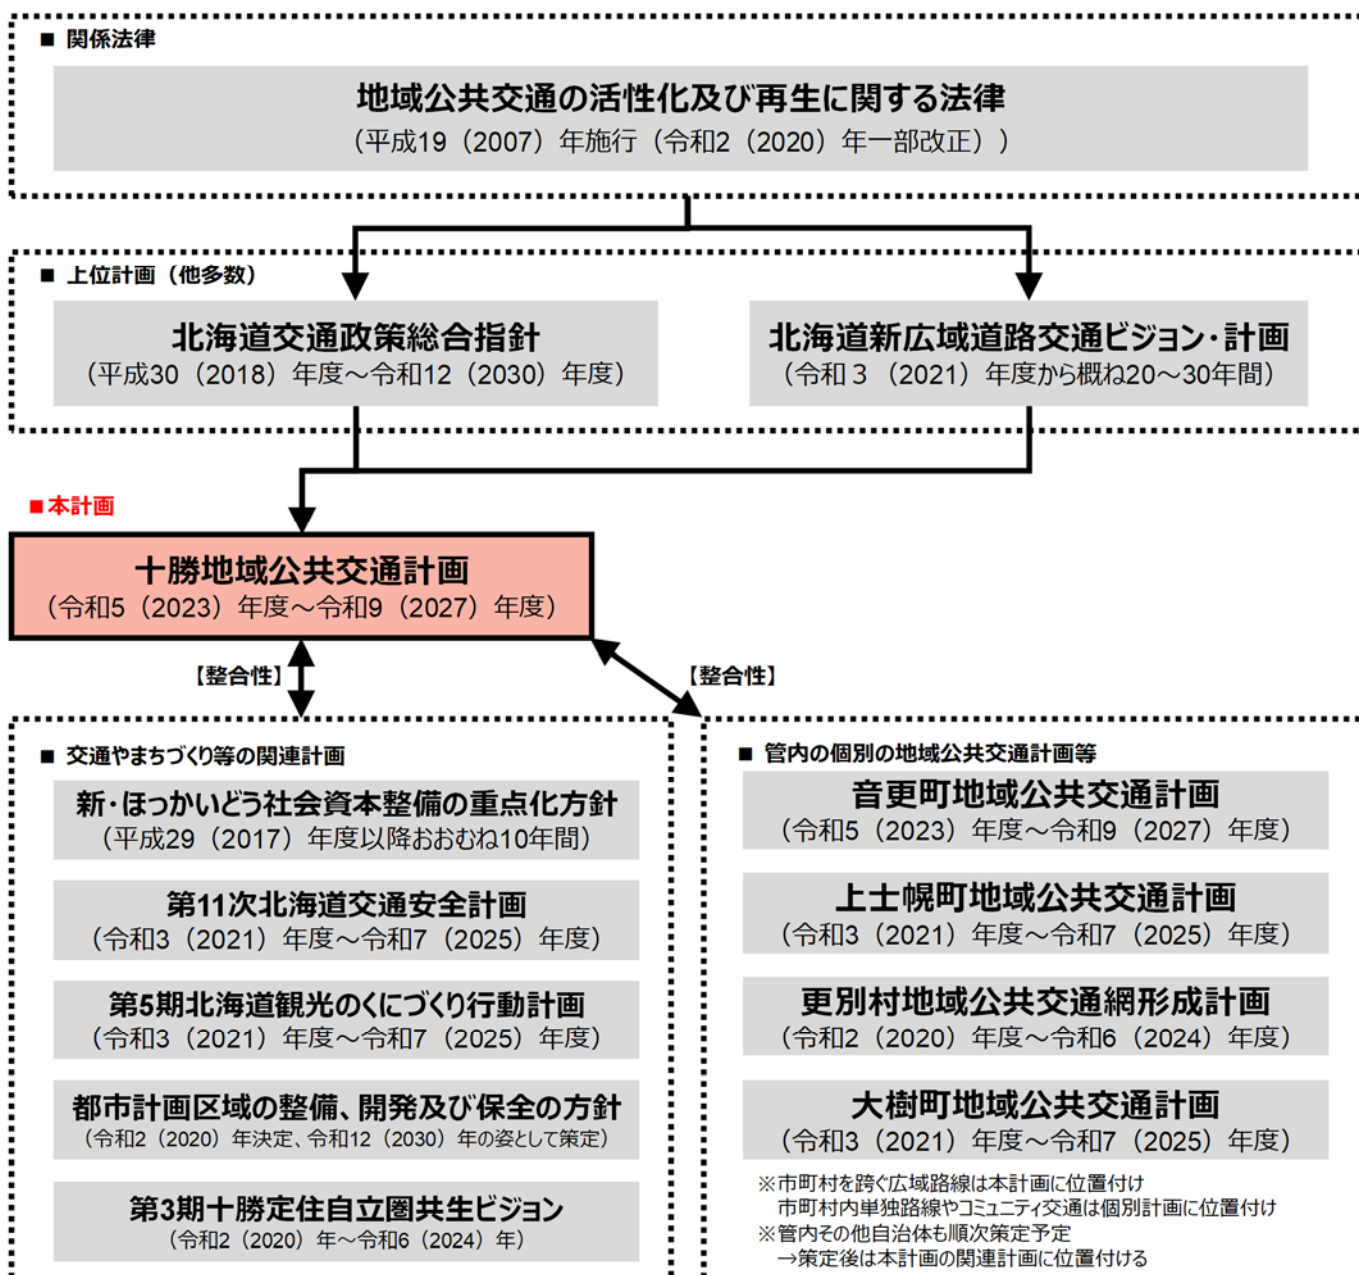 ■ 関係法律
地域公共交通の活性化及び再生に関する法律
（平成19（2007）年施行（令和2（2020）年一部改正））
■ 上位計画（他多数）
北海道交通政策総合指針
（平成30（2018）年度～令和12（2030）年度）
北海道新広域道路交通ビジョン・計画
（令和３（2021）年度から概ね20～30年間）
■本計画
十勝地域公共交通計画
（令和5（2023）年度～令和9（2027）年度）
【整合性】
【整合性】
■ 交通やまちづくり等の関連計画
新・ほっかいどう社会資本整備の重点化方針
（平成29（2017）年度以降おおむね10年間）
第11次北海道交通安全計画
（令和3（2021）年度～令和7（2025）年度）
第5期北海道観光のくにづくり行動計画
（令和3（2021）年度～令和7（2025）年度）
都市計画区域の整備、開発及び保全の方針
（令和2（2020）年決定、令和12（2030）年の姿として策定）
第3期十勝定住自立圏共生ビジョン
（令和2（2020）年～令和6（2024）年）
■ 管内の個別の地域公共交通計画等
音更町地域公共交通計画
（令和5（2023）年度～令和9（2027）年度）
上士幌町地域公共交通計画
（令和3（2021）年度～令和7（2025）年度）
更別村地域公共交通網形成計画
（令和2（2020）年度～令和6（2024）年度）
大樹町地域公共交通計画
（令和3（2021）年度～令和7（2025）年度）
※市町村を跨ぐ広域路線は本計画に位置付け
市町村内単独路線やコミュニティ交通は個別計画に位置付け
※管内その他自治体も順次策定予定
→策定後は本計画の関連計画に位置付ける